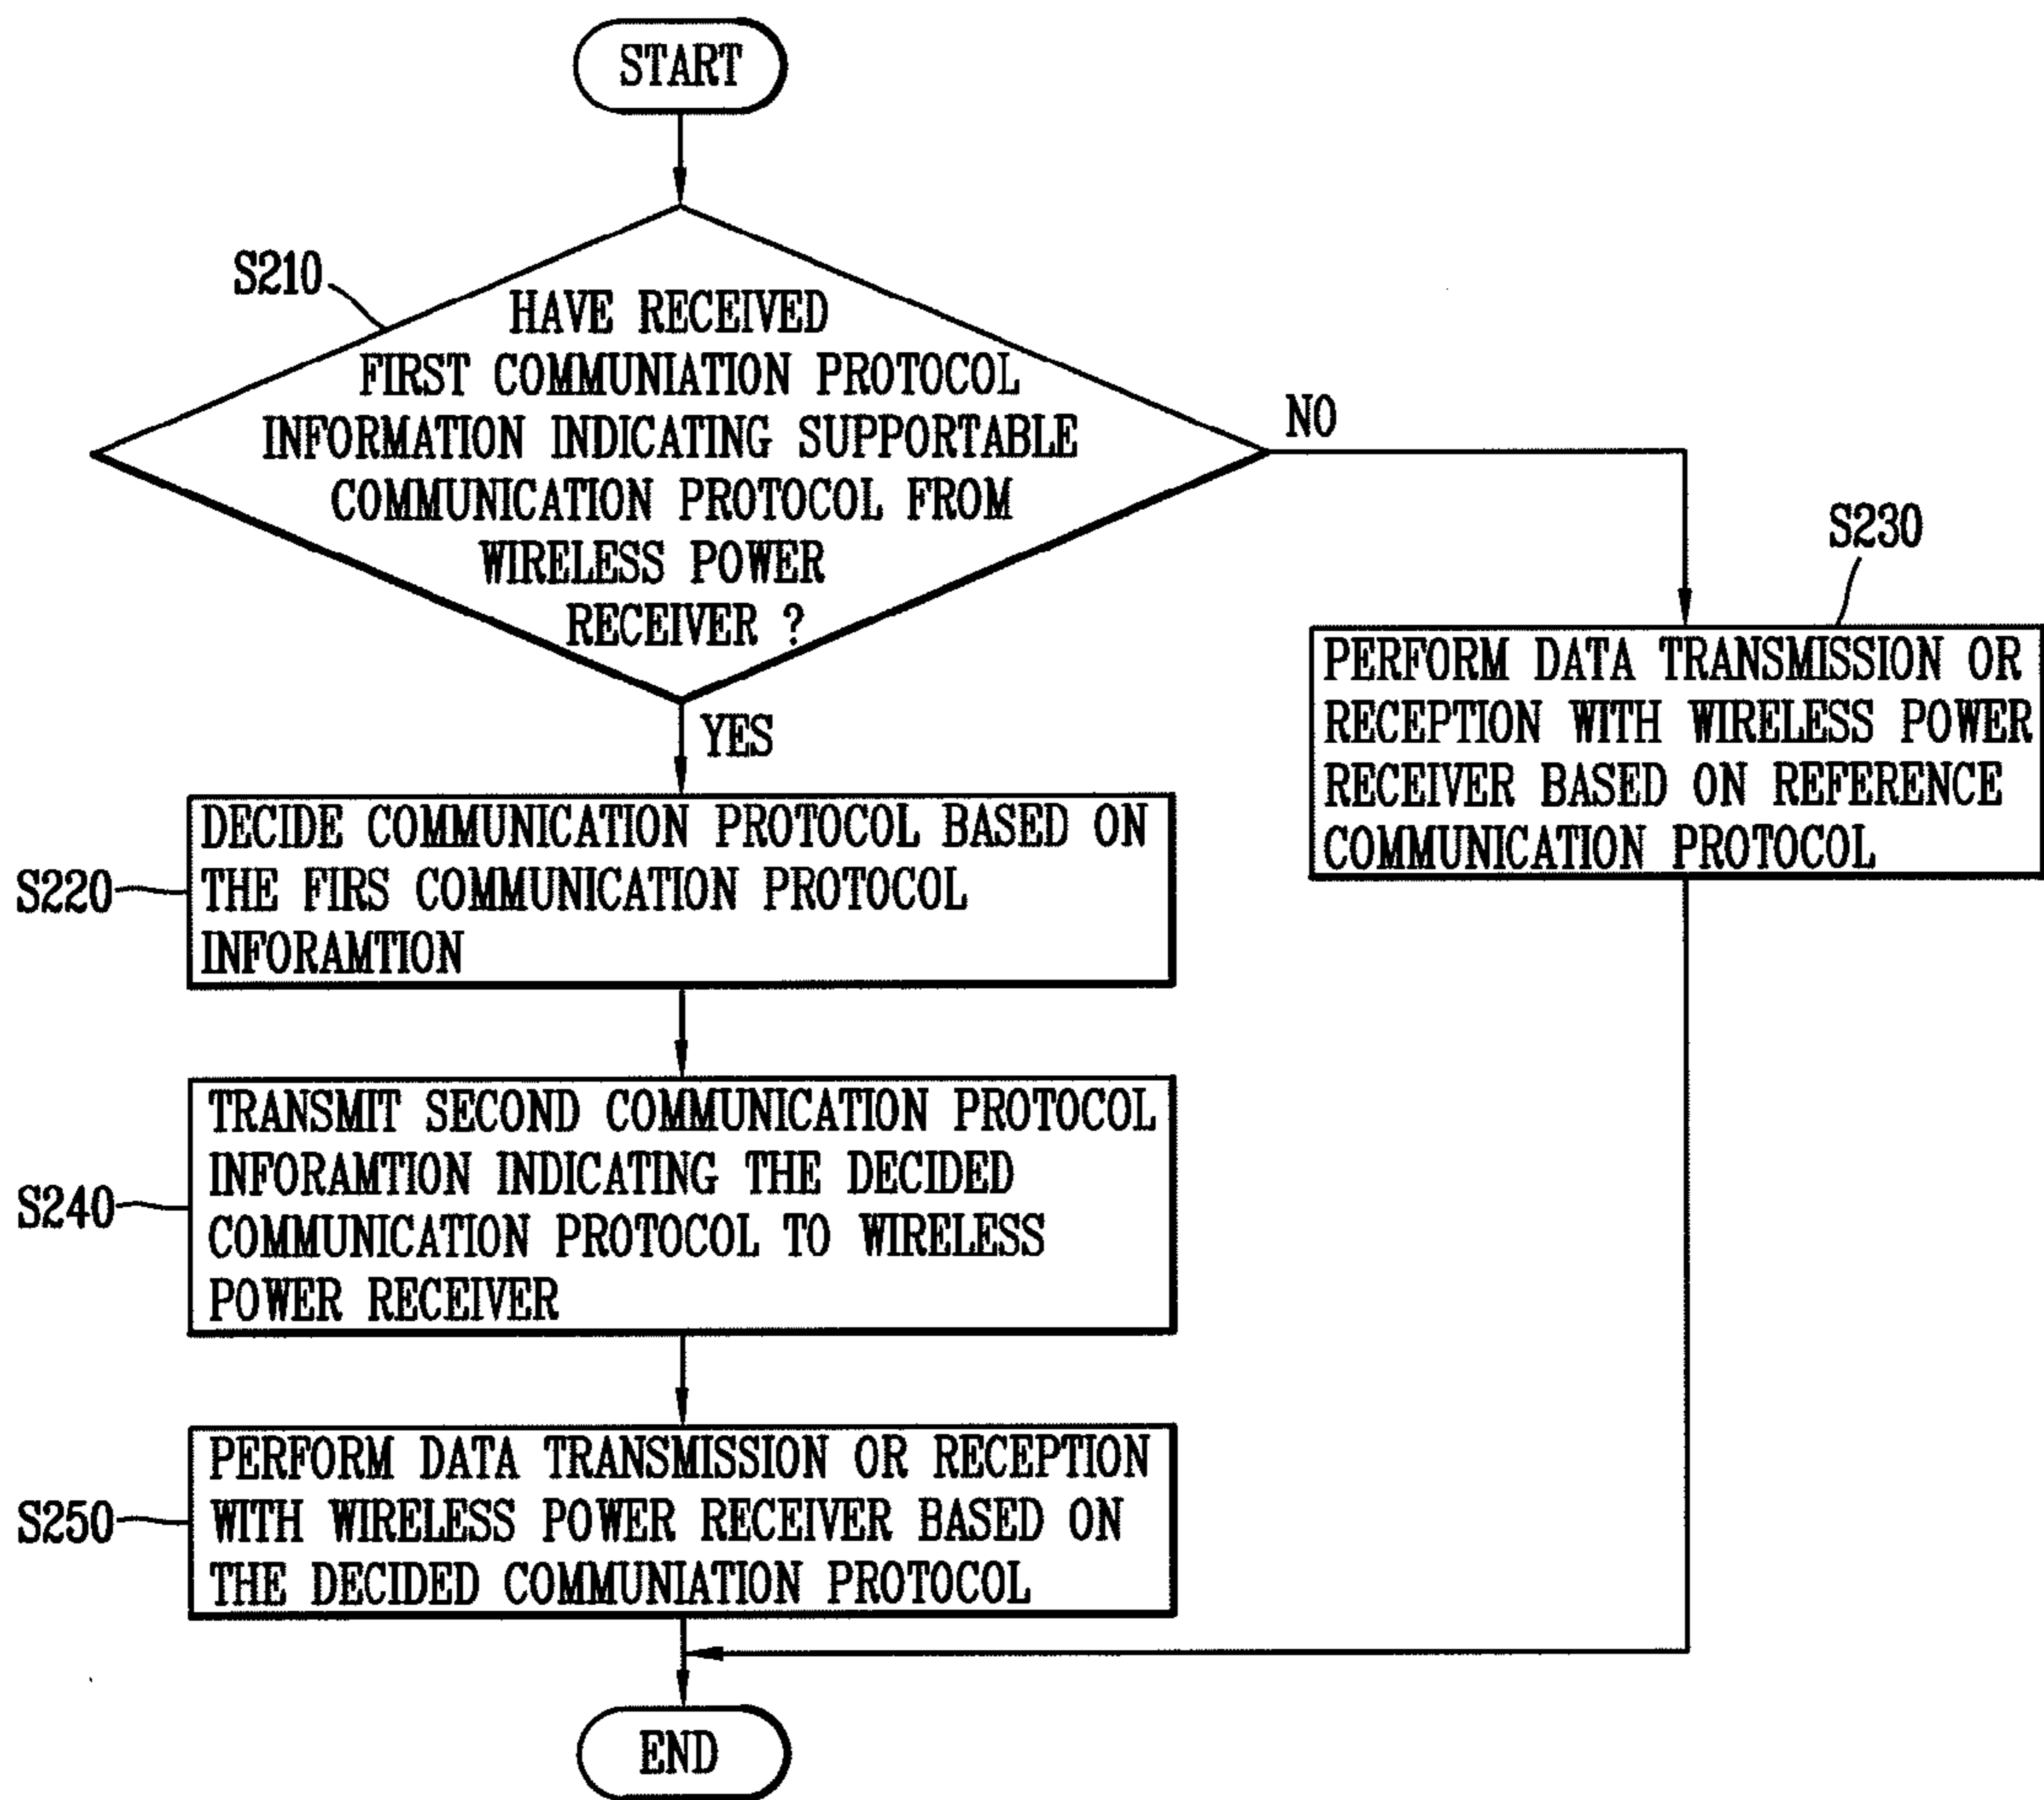 START
S210
HAVE RECEIVED
FIRST COMMUNIATION PROTOCOL
INFORMATION INDICATING SUPPORTABLE
COMMUNICATION PROTOCOL FROM
WIRELESS POWER
RECEIVER ?
NO
YES
S230
PERFORM DATA TRANSMISSION OR
RECEPTION WITH WIRELESS POWER
RECEIVER BASED ON REFERENCE
COMMUNICATION PROTOCOL
S220
DECIDE COMMUNICATION PROTOCOL BASED ON
THE FIRS COMMUNICATION PROTOCOL
INFORAMTION
S240
TRANSMIT SECOND COMMUNICATION PROTOCOL
INFORAMTION INDICATING THE DECIDED
COMMUNICATION PROTOCOL TO WIRELESS
POWER RECEIVER
S250
PERFORM DATA TRANSMISSION OR RECEPTION
WITH WIRELESS POWER RECEIVER BASED ON
THE DECIDED COMMUNIATION PROTOCOL
END